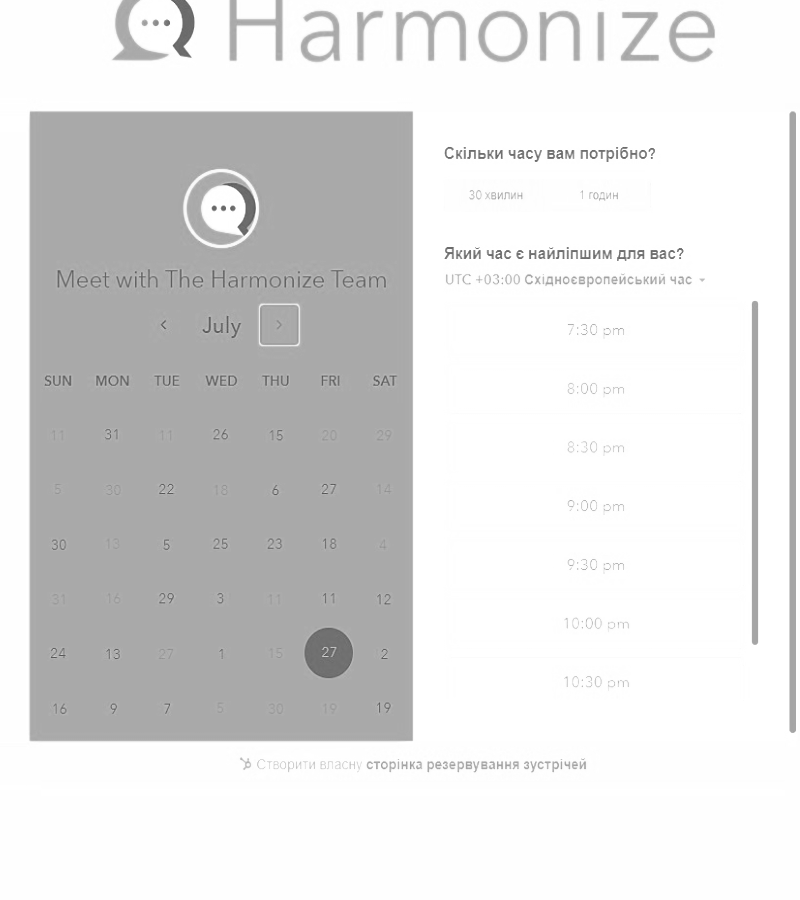 Harmonize
Meet with The Harmonize Team
July
SUN MON TUE WED THU FRI SAT
11 31 11 26 15 20 29
5 30 22 18 6 27 14
30 13 5 25 23 18 4
31 16 29 3 11 11 12
24 13 27 1 15 27 2
16 9 7 5 30 19 19
Скільки часу вам потрібно?
30 хвилин 1 годин
Який час є найліпшим для вас?
UTC +03:00 Східноєвропейський час
7:30 pm
8:00 pm
8:30 pm
9:00 pm
9:30 pm
10:00 pm
10:30 pm
Створити власну сторінка резервування зустрічей